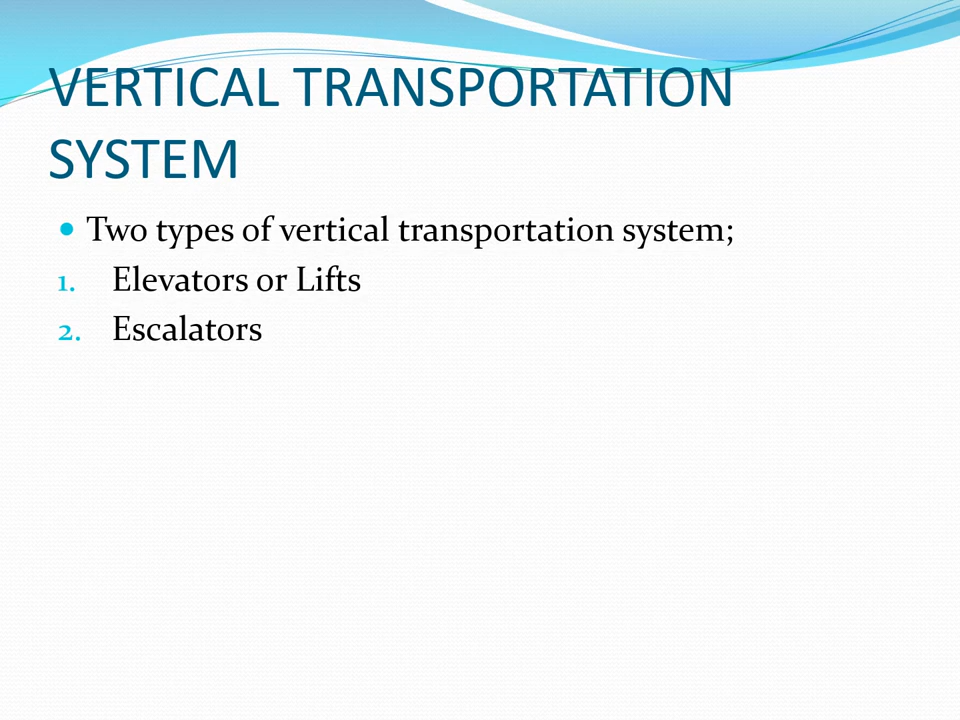 VERTICAL TRANSPORTATION
SYSTEM
• Two types of vertical transportation system;
1. Elevators or Lifts
2. Escalators